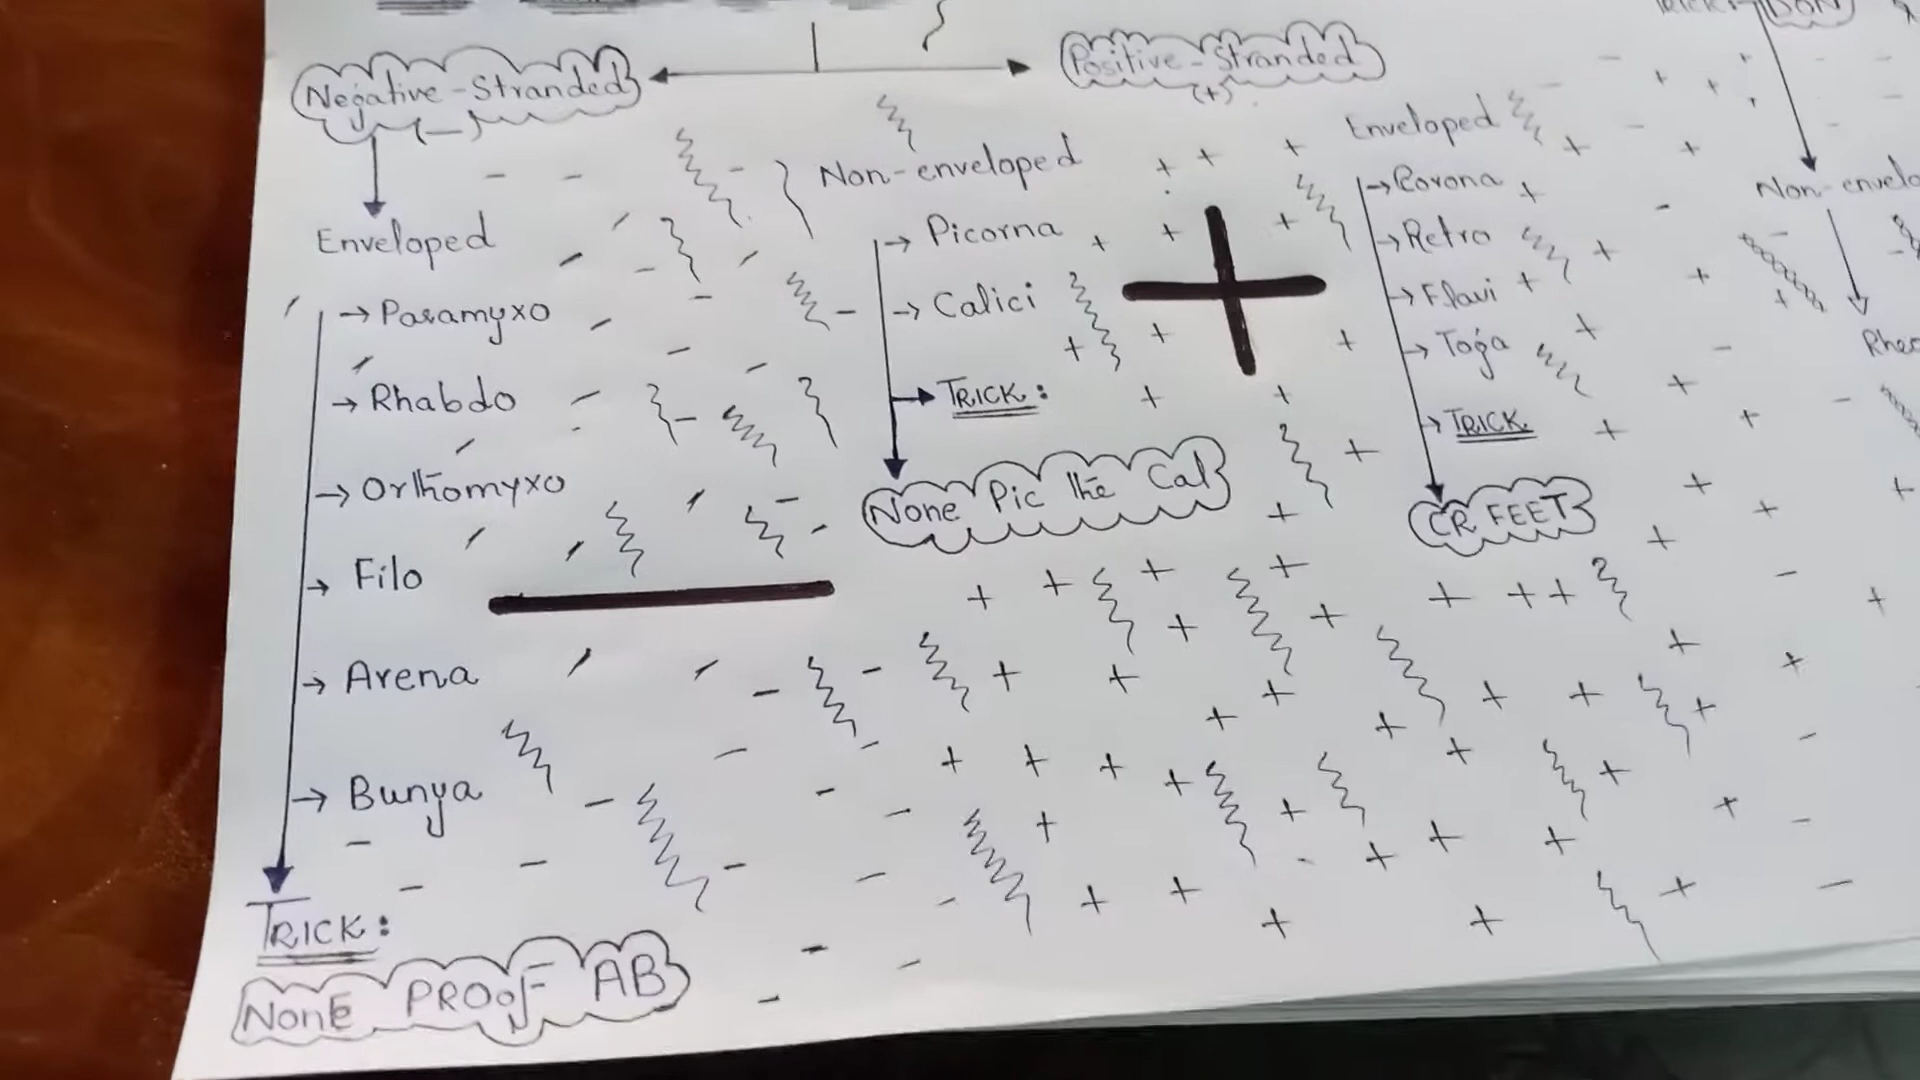 Negative-Stranded
(-)
Enveloped
→ Paramyxo
→ Rhabdo
→ Orthomyxo
→ Filo
→ Arena
→ Bunya
TRICK:
NonE PROoF AB
Positive-Stranded
(+)
Non-enveloped
→ Picorna
→ Calici
→ TRICK:
None Pic the Cal
Enveloped
→ Corona
→ Retro
→ Flavi
→ Toga
→ TRICK
CR FEET
Non-envelo